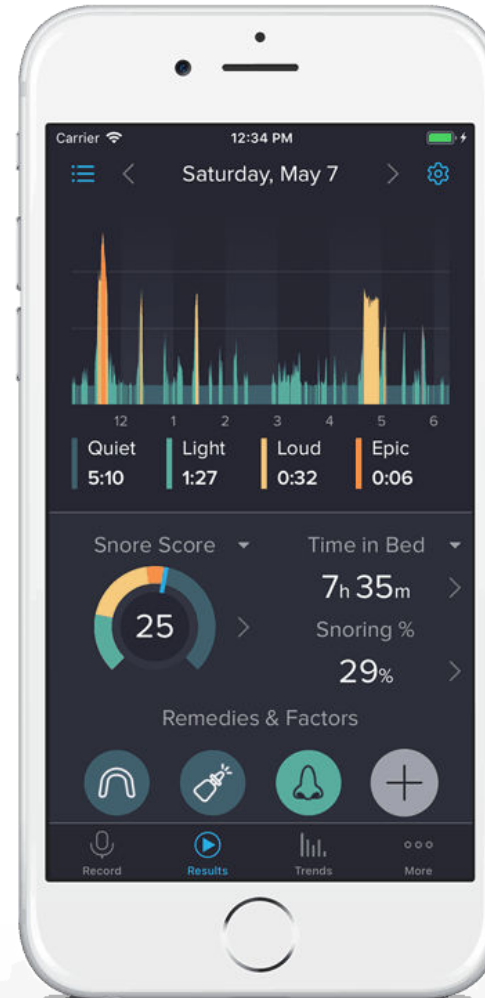 Carrier 12:34 PM
Saturday, May 7
12 1 2 3 4 5 6
Quiet Light Loud Epic
5:10 1:27 0:32 0:06
Snore Score Time in Bed
7h 35m
25 Snoring %
29%
Remedies & Factors
Record Results Trends More